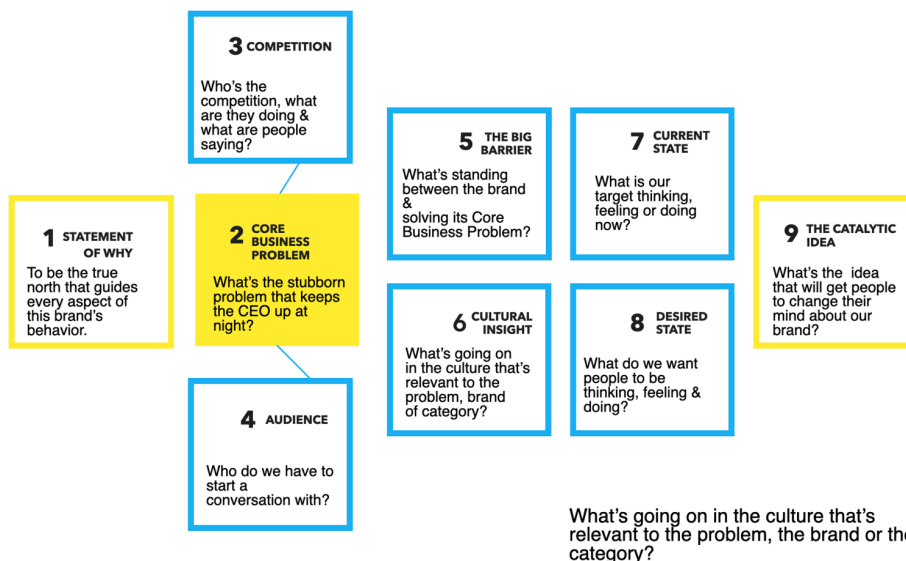 1 STATEMENT
OF WHY
To be the true
north that guides
every aspect of
this brand's
behavior.
2 CORE
BUSINESS
PROBLEM
What's the stubborn
problem that keeps
the CEO up at
night?
3 COMPETITION
Who's the
competition, what
are they doing &
what are people
saying?
4 AUDIENCE
Who do we have to
start a
conversation with?
5 THE BIG
BARRIER
What's standing
between the brand
&
solving its Core
Business Problem?
6 CULTURAL
INSIGHT
What's going on
in the culture that's
relevant to the
problem, brand
of category?
7 CURRENT
STATE
What is our
target thinking,
feeling or doing
now?
8 DESIRED
STATE
What do we want
people to be
thinking, feeling &
doing?
9 THE CATALYTIC
IDEA
What's the idea
that will get people
to change their
mind about our
brand?
What's going on in the culture that's
relevant to the problem, the brand or the
category?